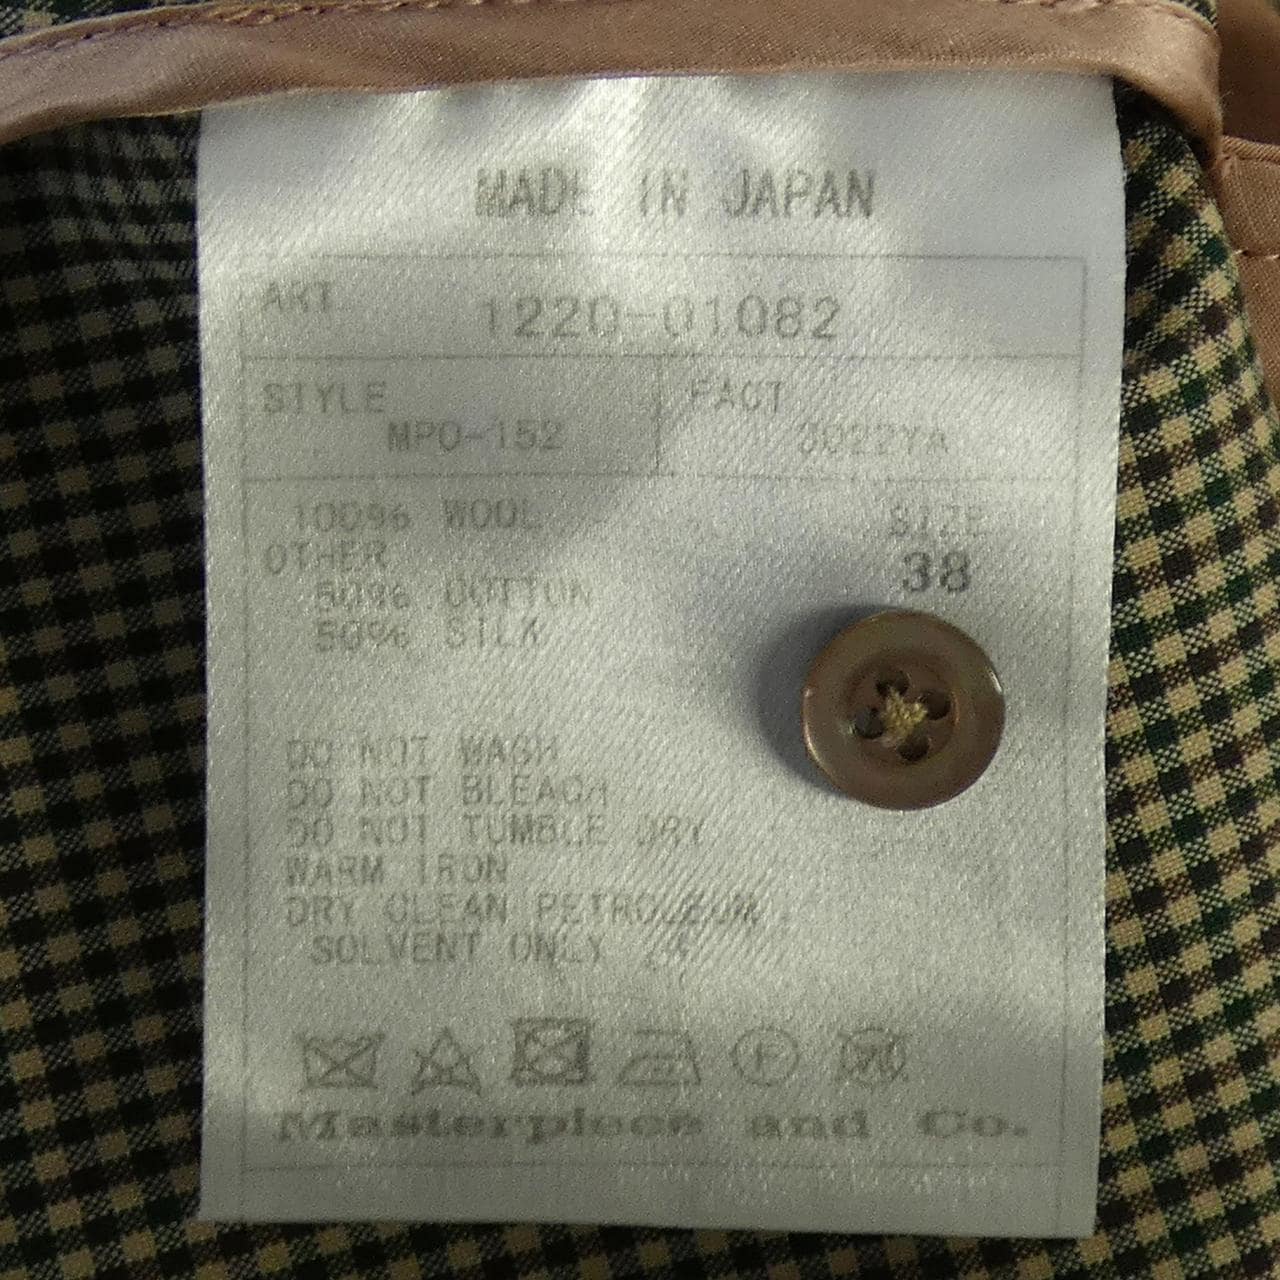 MADE IN JAPAN
ART 1220-01082
STYLE FACT
MPO-152 3022YA
100% WOOL SIZE
OTHER 38
50% COTTON
50% SILK
DO NOT WASH
DO NOT BLEACH
DO NOT TUMBLE DRY
WARM IRON
DRY CLEAN PETROLEUM
SOLVENT ONLY
F
Masterpiece and Co.